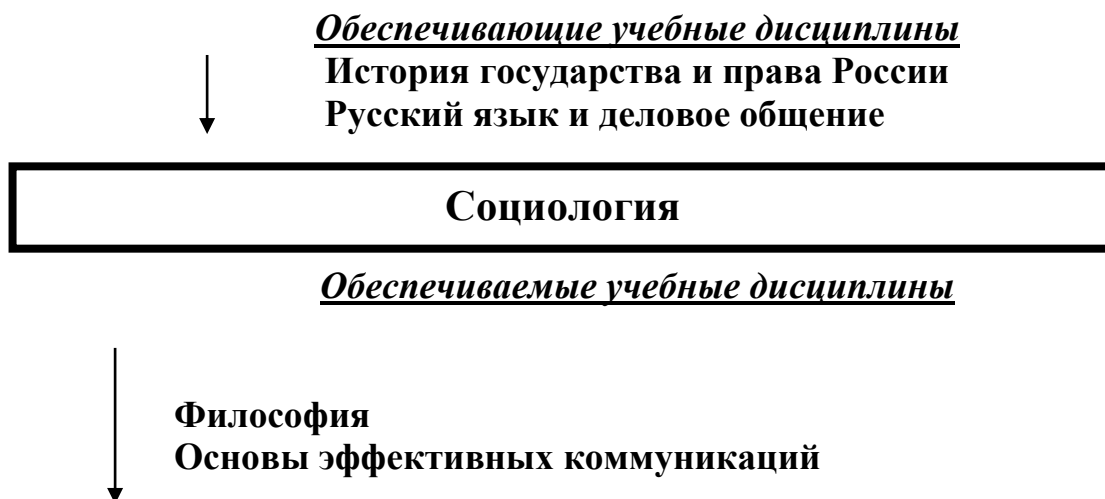 Обеспечивающие учебные дисциплины
История государства и права России
Русский язык и деловое общение
Социология
Обеспечиваемые учебные дисциплины
Философия
Основы эффективных коммуникаций